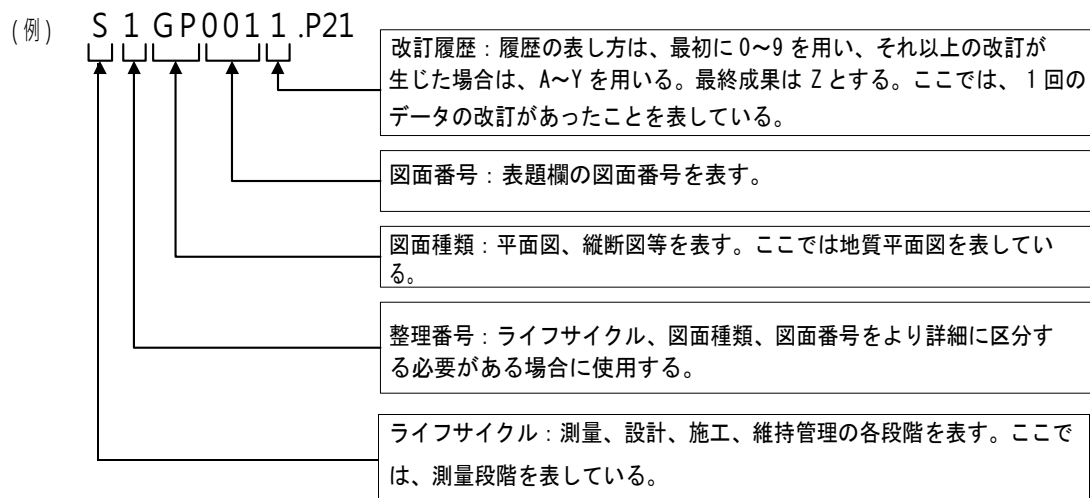 (例) S1GP0011.P21
改訂履歴：履歴の表し方は、最初に0～9を用い、それ以上の改訂が
生じた場合は、A～Yを用いる。最終成果はZとする。ここでは、1回の
データの改訂があったことを表している。
図面番号：表題欄の図面番号を表す。
図面種類：平面図、縦断図等を表す。ここでは地質平面図を表してい
る。
整理番号：ライフサイクル、図面種類、図面番号をより詳細に区分す
る必要がある場合に使用する。
ライフサイクル：測量、設計、施工、維持管理の各段階を表す。ここで
は、測量段階を表している。